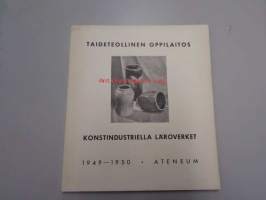 TAIDETEOLLINEN OPPILAITOS
KONSTINDUSTRIELLA LÄROVERKET
1949—1950 • ATENEUM